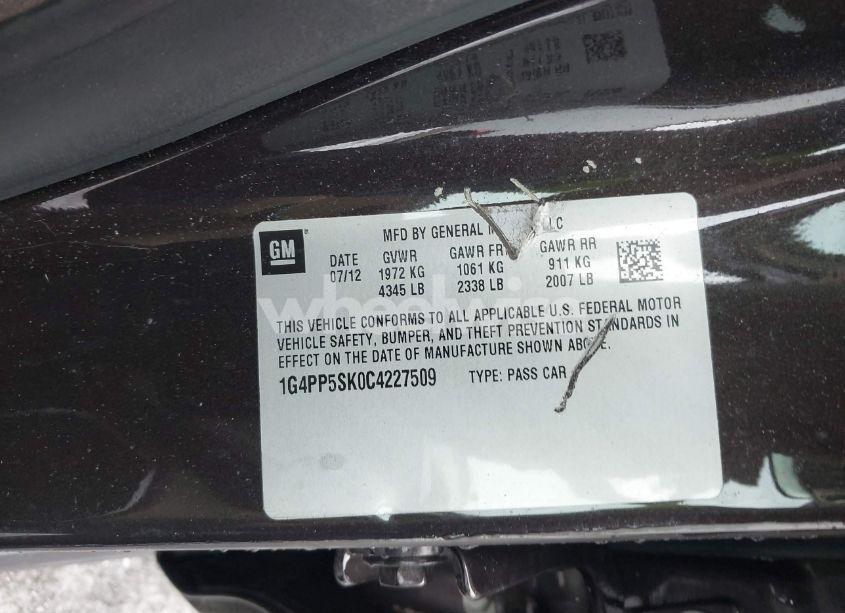 GM
MFD BY GENERAL LLC
DATE GVWR GAWR FR GAWR RR
07/12 1972 KG 1061 KG 911 KG
4345 LB 2338 LB 2007 LB
THIS VEHICLE CONFORMS TO ALL APPLICABLE U.S. FEDERAL MOTOR
VEHICLE SAFETY, BUMPER, AND THEFT PREVENTION STANDARDS IN
EFFECT ON THE DATE OF MANUFACTURE SHOWN ABOVE.
1G4PP5SK0C4227509 TYPE: PASS CAR